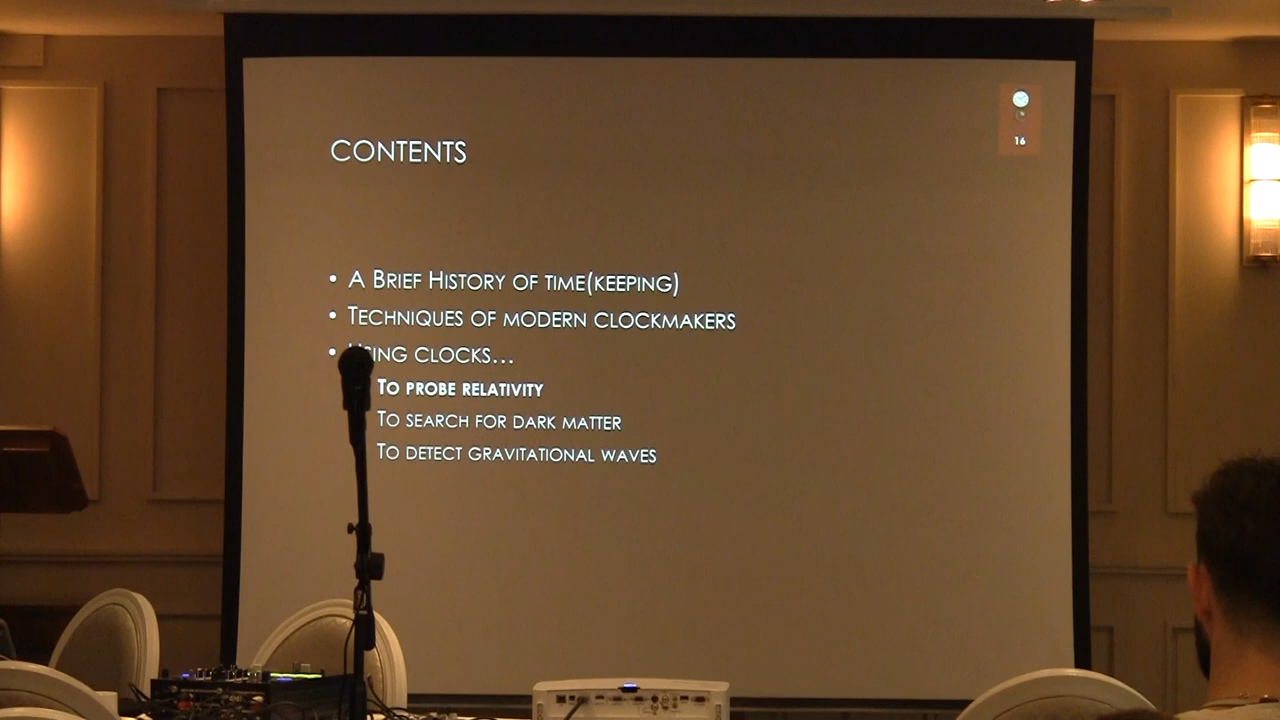 16
CONTENTS
• A BRIEF HISTORY OF TIME(KEEPING)
• TECHNIQUES OF MODERN CLOCKMAKERS
• USING CLOCKS...
TO PROBE RELATIVITY
TO SEARCH FOR DARK MATTER
TO DETECT GRAVITATIONAL WAVES